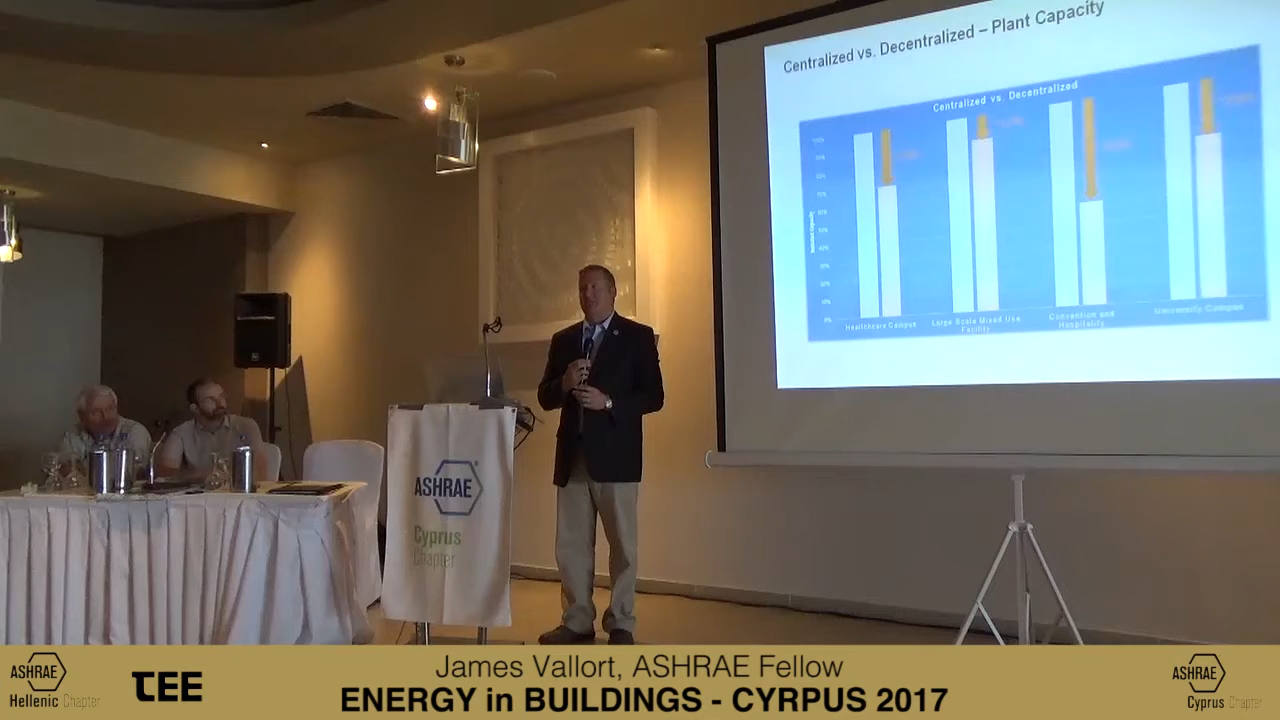 Centralized vs. Decentralized – Plant Capacity
Centralized vs. Decentralized
Healthcare Campus
Large Scale Mixed Use
Facility
Convention and
Hospitality
University Campus
ASHRAE
Cyprus
Chapter
ASHRAE
Hellenic Chapter
TEE
James Vallort, ASHRAE Fellow
ENERGY in BUILDINGS - CYRPUS 2017
ASHRAE
Cyprus Chapter